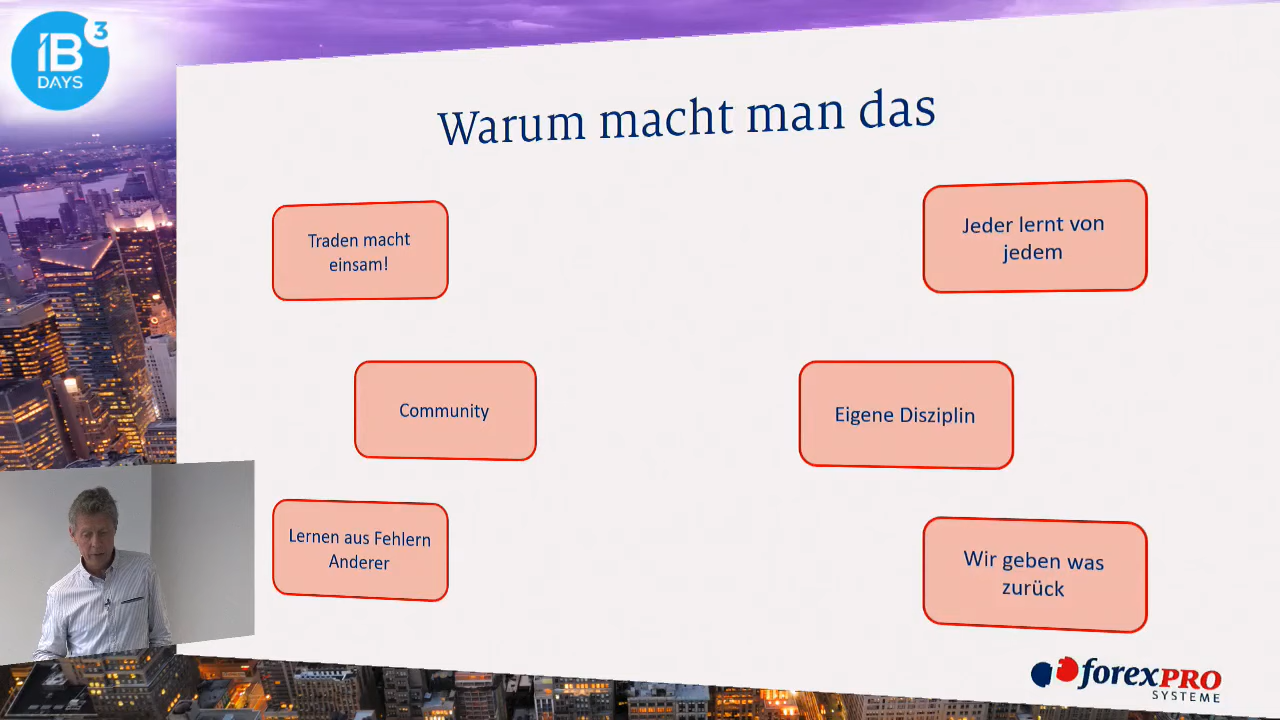 iB 3
DAYS
Warum macht man das
Traden macht
einsam!
Jeder lernt von
jedem
Community
Eigene Disziplin
Lernen aus Fehlern
Anderer
Wir geben was
zurück
forexPRO
SYSTEME